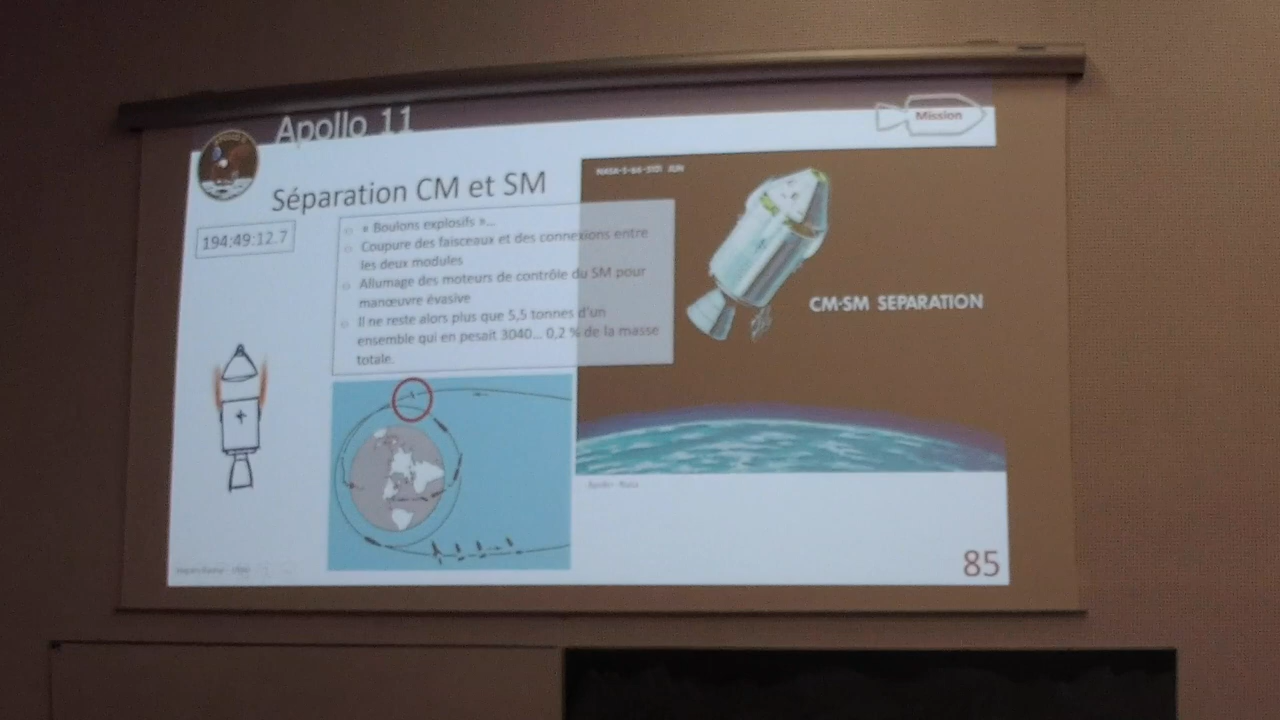 Apollo 11
Mission
Séparation CM et SM
194:49:12.7
« Boulons explosifs »...
Coupure des faisceaux et des connexions entre
les deux modules
Allumage des moteurs de contrôle du SM pour
manœuvre évasive
Il ne reste alors plus que 5,5 tonnes d'un
ensemble qui en pesait 3040... 0,2 % de la masse
totale.
CM-SM SEPARATION
85